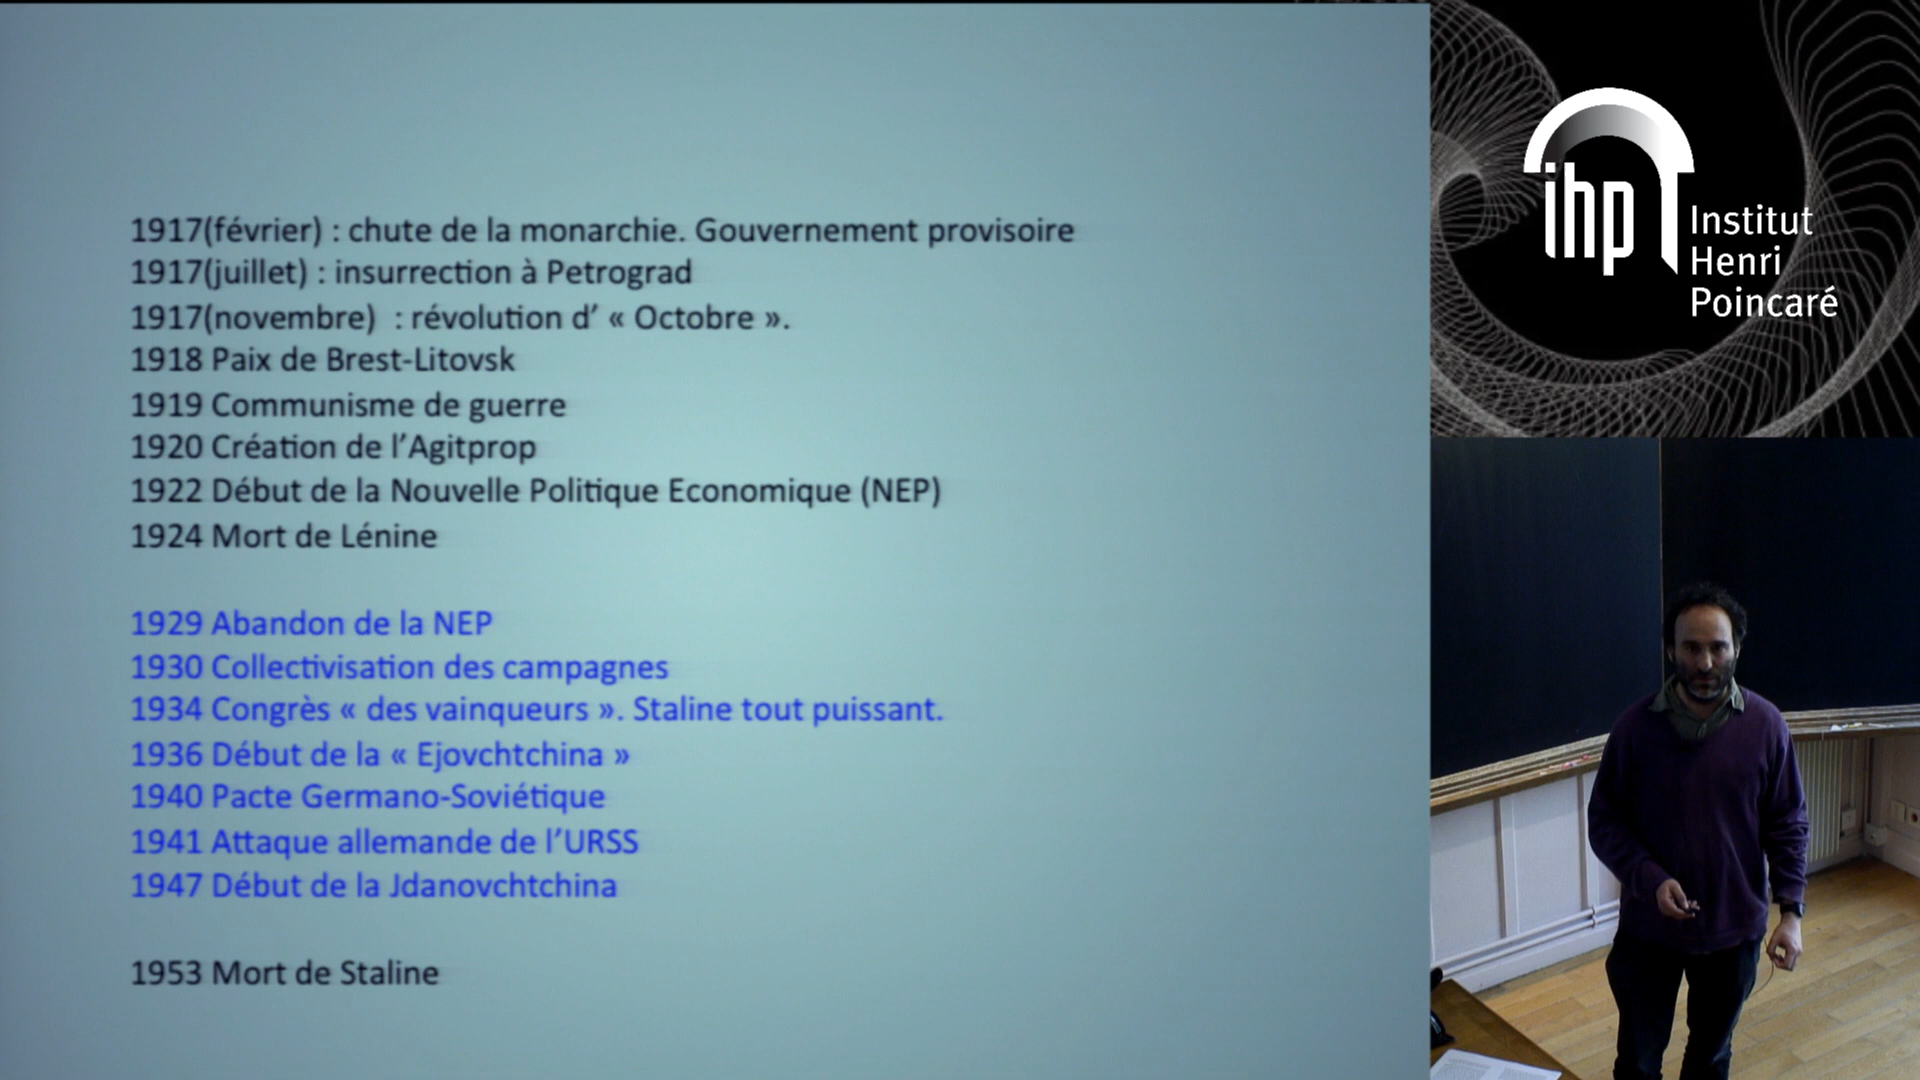 1917(février) : chute de la monarchie. Gouvernement provisoire
1917(juillet) : insurrection à Petrograd
1917(novembre)  : révolution d’ « Octobre ».
1918 Paix de Brest-Litovsk
1919 Communisme de guerre
1920 Création de l’Agitprop
1922 Début de la Nouvelle Politique Economique (NEP)
1924 Mort de Lénine
1929 Abandon de la NEP
1930 Collectivisation des campagnes
1934 Congrès « des vainqueurs ». Staline tout puissant.
1936 Début de la « Ejovchtchina »
1940 Pacte Germano-Soviétique
1941 Attaque allemande de l’URSS
1947 Début de la Jdanovchtchina
1953 Mort de Staline
ihp
Institut
Henri
Poincaré